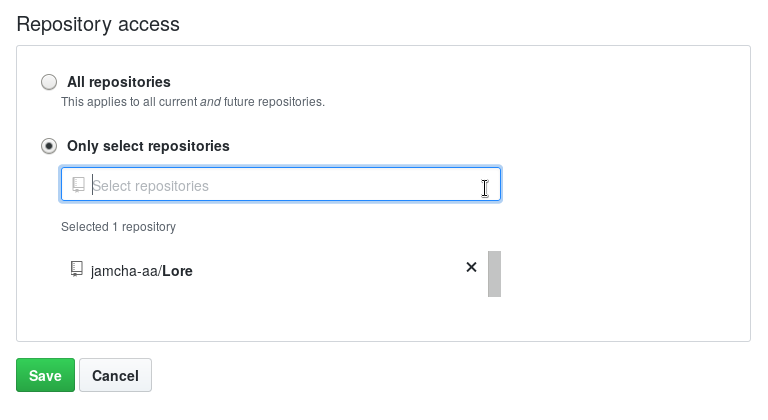 Repository access
All repositories
This applies to all current and future repositories.
Only select repositories
Select repositories
Selected 1 repository
jamcha-aa/Lore
Save
Cancel